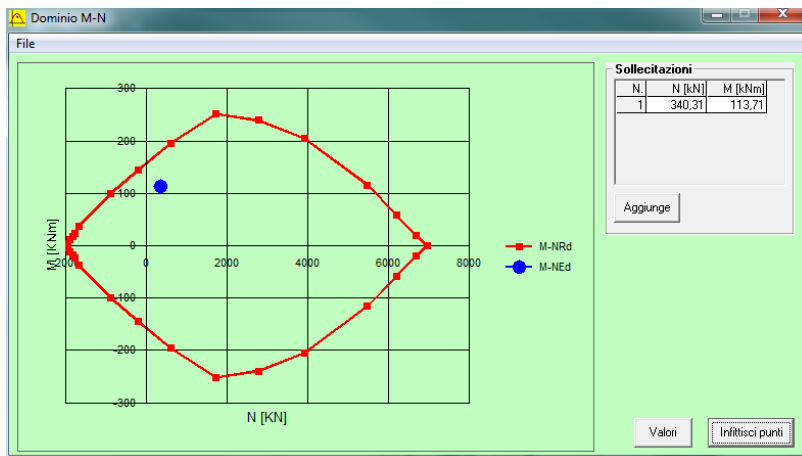 Dominio M-N
File
300
200
100
0
-100
-200
-300
M [KNm]
-2000
0
2000
4000
6000
8000
N [KN]
M-NRd
M-NEd
Sollecitazioni
N. N [kN] M [kNm]
1 340,31 113,71
Aggiunge
Valori
Infittisci punti